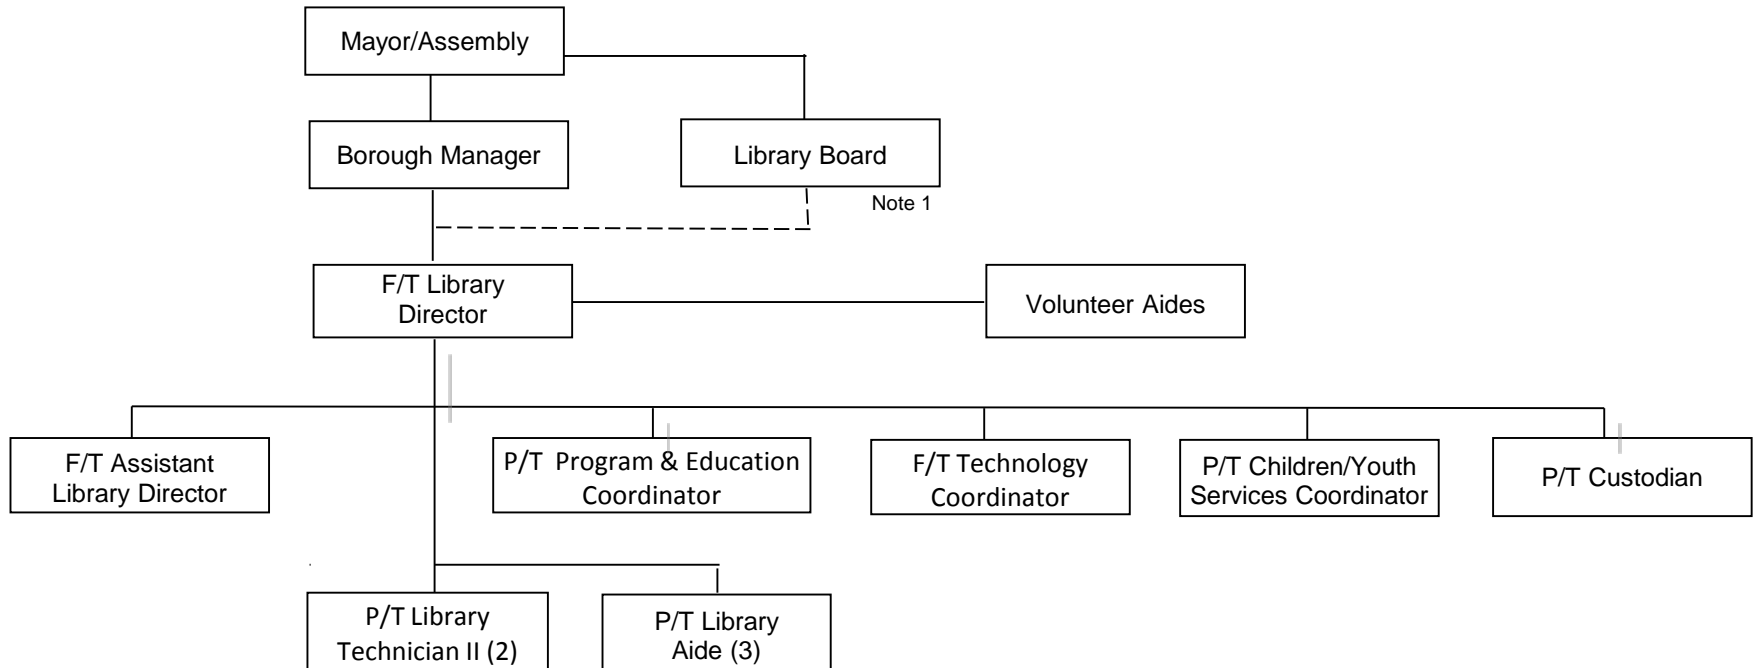 Mayor/Assembly
Borough Manager
Library Board
Note 1
F/T Library
Director
Volunteer Aides
F/T Assistant
Library Director
P/T Program & Education
Coordinator
F/T Technology
Coordinator
P/T Children/Youth
Services Coordinator
P/T Custodian
P/T Library
Technician II (2)
P/T Library
Aide (3)